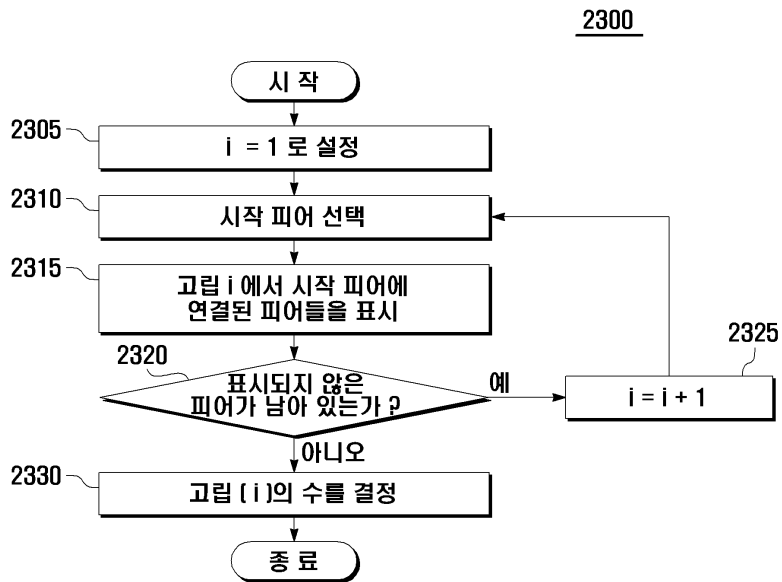 2300
시 작
2305
i = 1 로 설정
2310
시작 피어 선택
2315
고립 i 에서 시작 피어에
연결된 피어들을 표시
2320
표시되지 않은
피어가 남아 있는가 ?
예
2325
i = i + 1
아니오
2330
고립 ( i )의 수를 결정
종 료